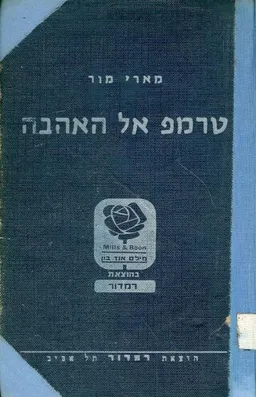 מארי מור
טרמפ אל האהבה
Mills & Boon
מילס אנד בון
בהוצאת
רמדור
הוצאת רמדור תל אביב